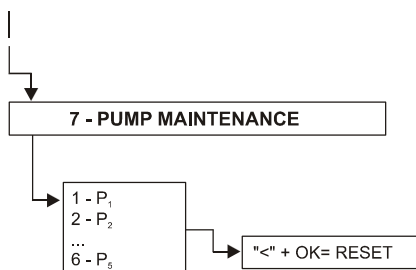 7 - PUMP MAINTENANCE
1 - P₁
2 - P₂
...
6 - P₅
"<" + OK= RESET